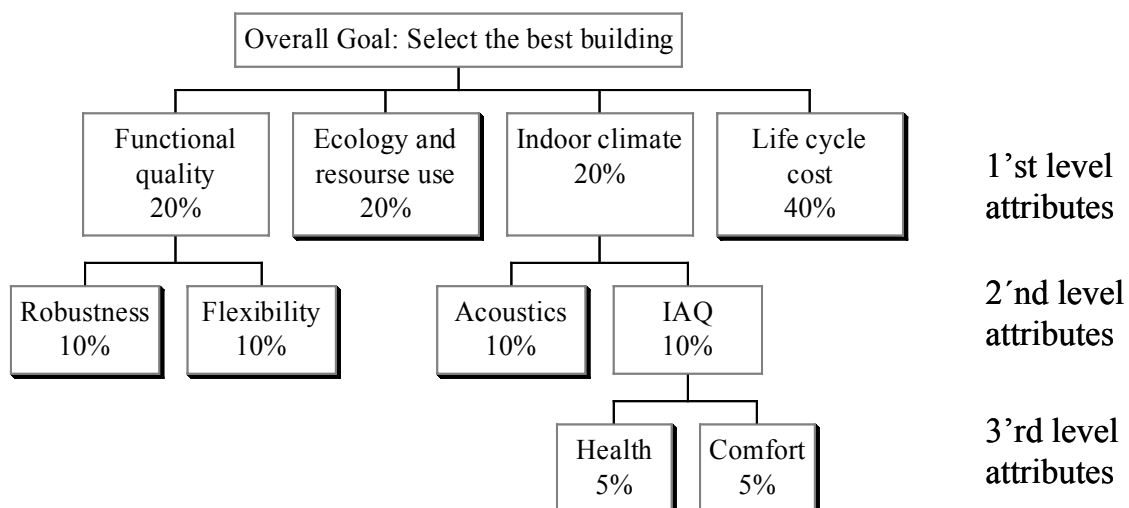 Overall Goal: Select the best building
Functional
quality
20%
Ecology and
resourse use
20%
Indoor climate
20%
Life cycle
cost
40%
1’st level
attributes
Robustness
10%
Flexibility
10%
Acoustics
10%
IAQ
10%
2´nd level
attributes
Health
5%
Comfort
5%
3’rd level
attributes